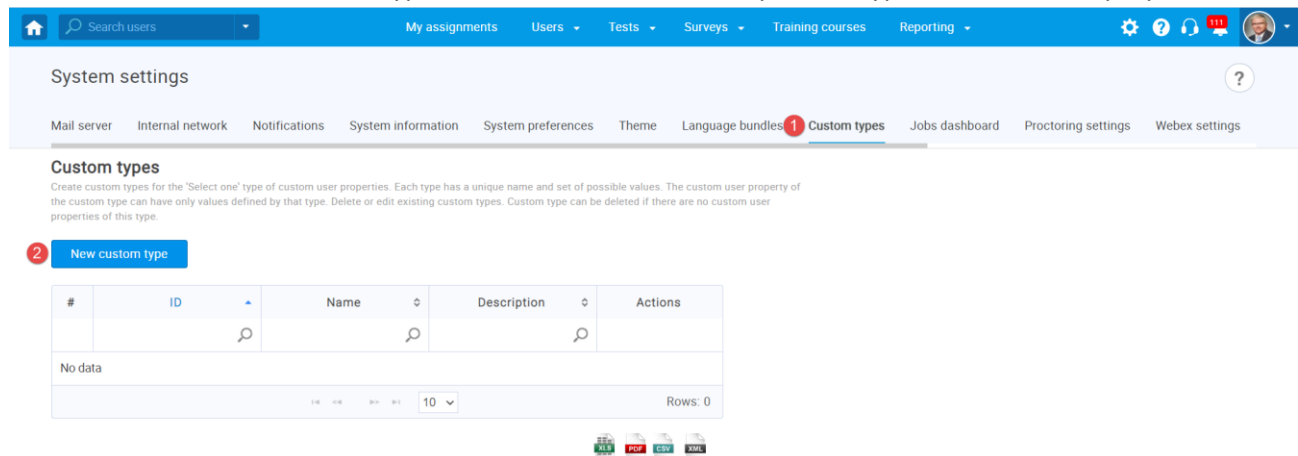 Search users My assignments Users Tests Surveys Training courses Reporting ? 111
System settings ?
Mail server Internal network Notifications System information System preferences Theme Language bundles 1 Custom types Jobs dashboard Proctoring settings Webex settings
Custom types
Create custom types for the 'Select one' type of custom user properties. Each type has a unique name and set of possible values. The custom user property of
the custom type can have only values defined by that type. Delete or edit existing custom types. Custom type can be deleted if there are no custom user
properties of this type.
2 New custom type
# ID Name Description Actions
No data
10 Rows: 0
XLS PDF CSV XML